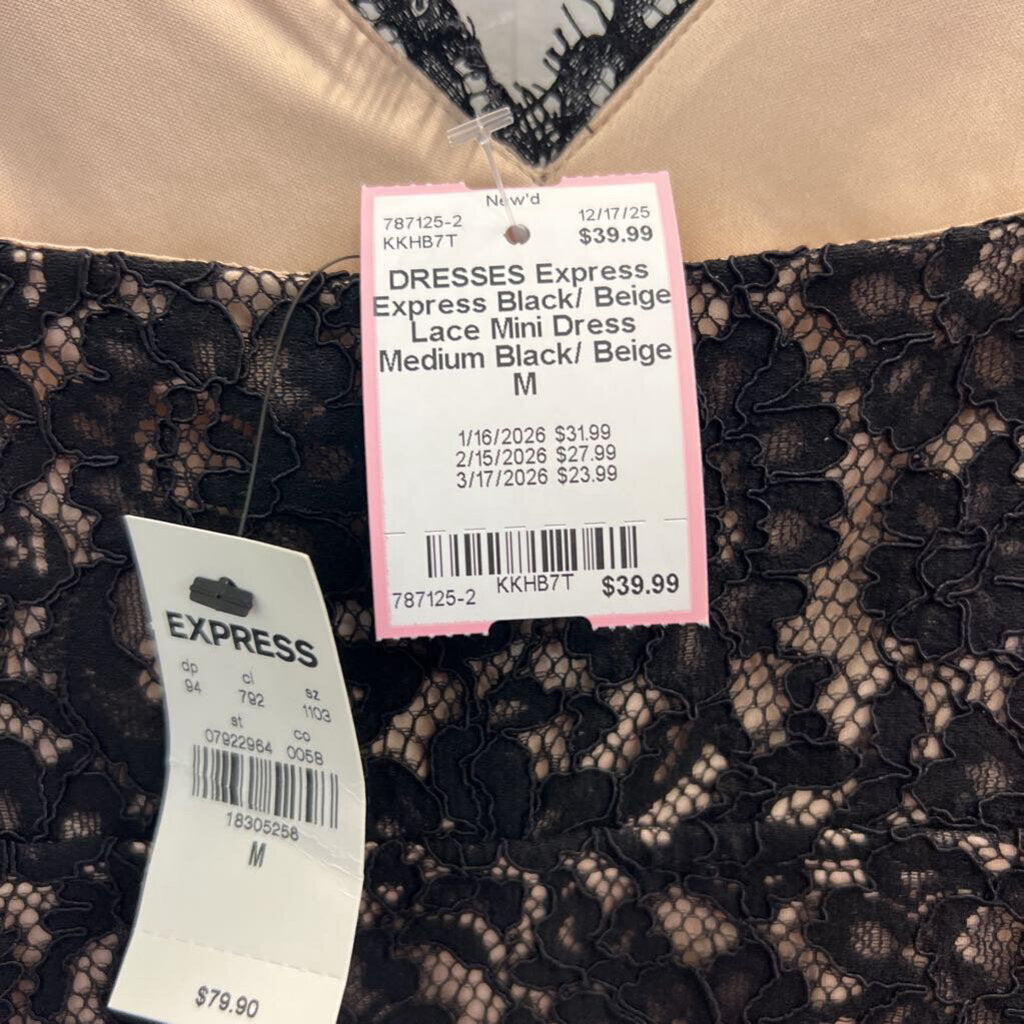 New'd
787125-2 12/17/25
KKHB7T $39.99
DRESSES Express
Express Black/ Beige
Lace Mini Dress
Medium Black/ Beige
M
1/16/2026 $31.99
2/15/2026 $27.99
3/17/2026 $23.99
787125-2 KKHB7T $39.99
EXPRESS
dp cl sz
94 792 1103
st co
07922964 0058
18305258
M
$79.90